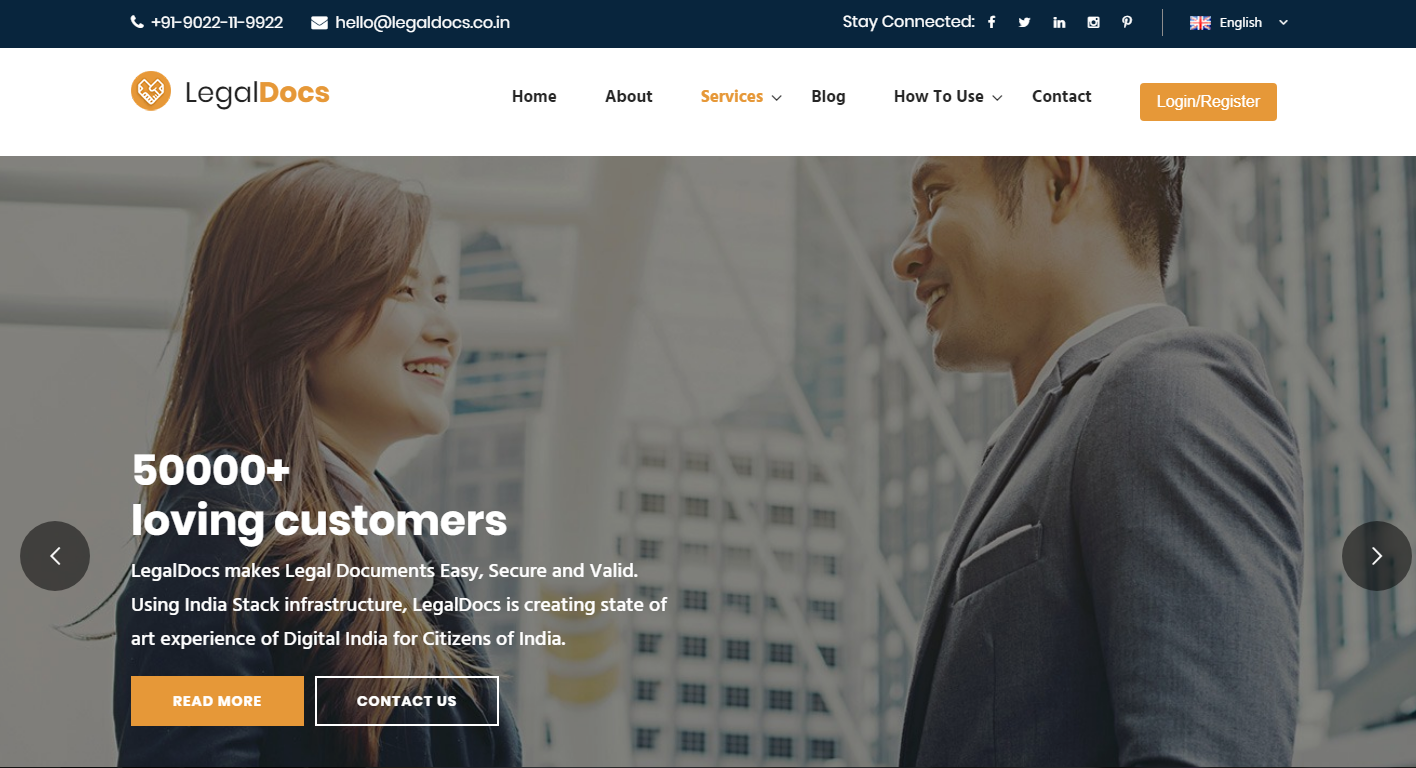 +91-9022-11-9922 hello@legaldocs.co.in Stay Connected: English
LegalDocs Home About Services Blog How To Use Contact Login/Register
50000+
loving customers
LegalDocs makes Legal Documents Easy, Secure and Valid.
Using India Stack infrastructure, LegalDocs is creating state of
art experience of Digital India for Citizens of India.
READ MORE CONTACT US